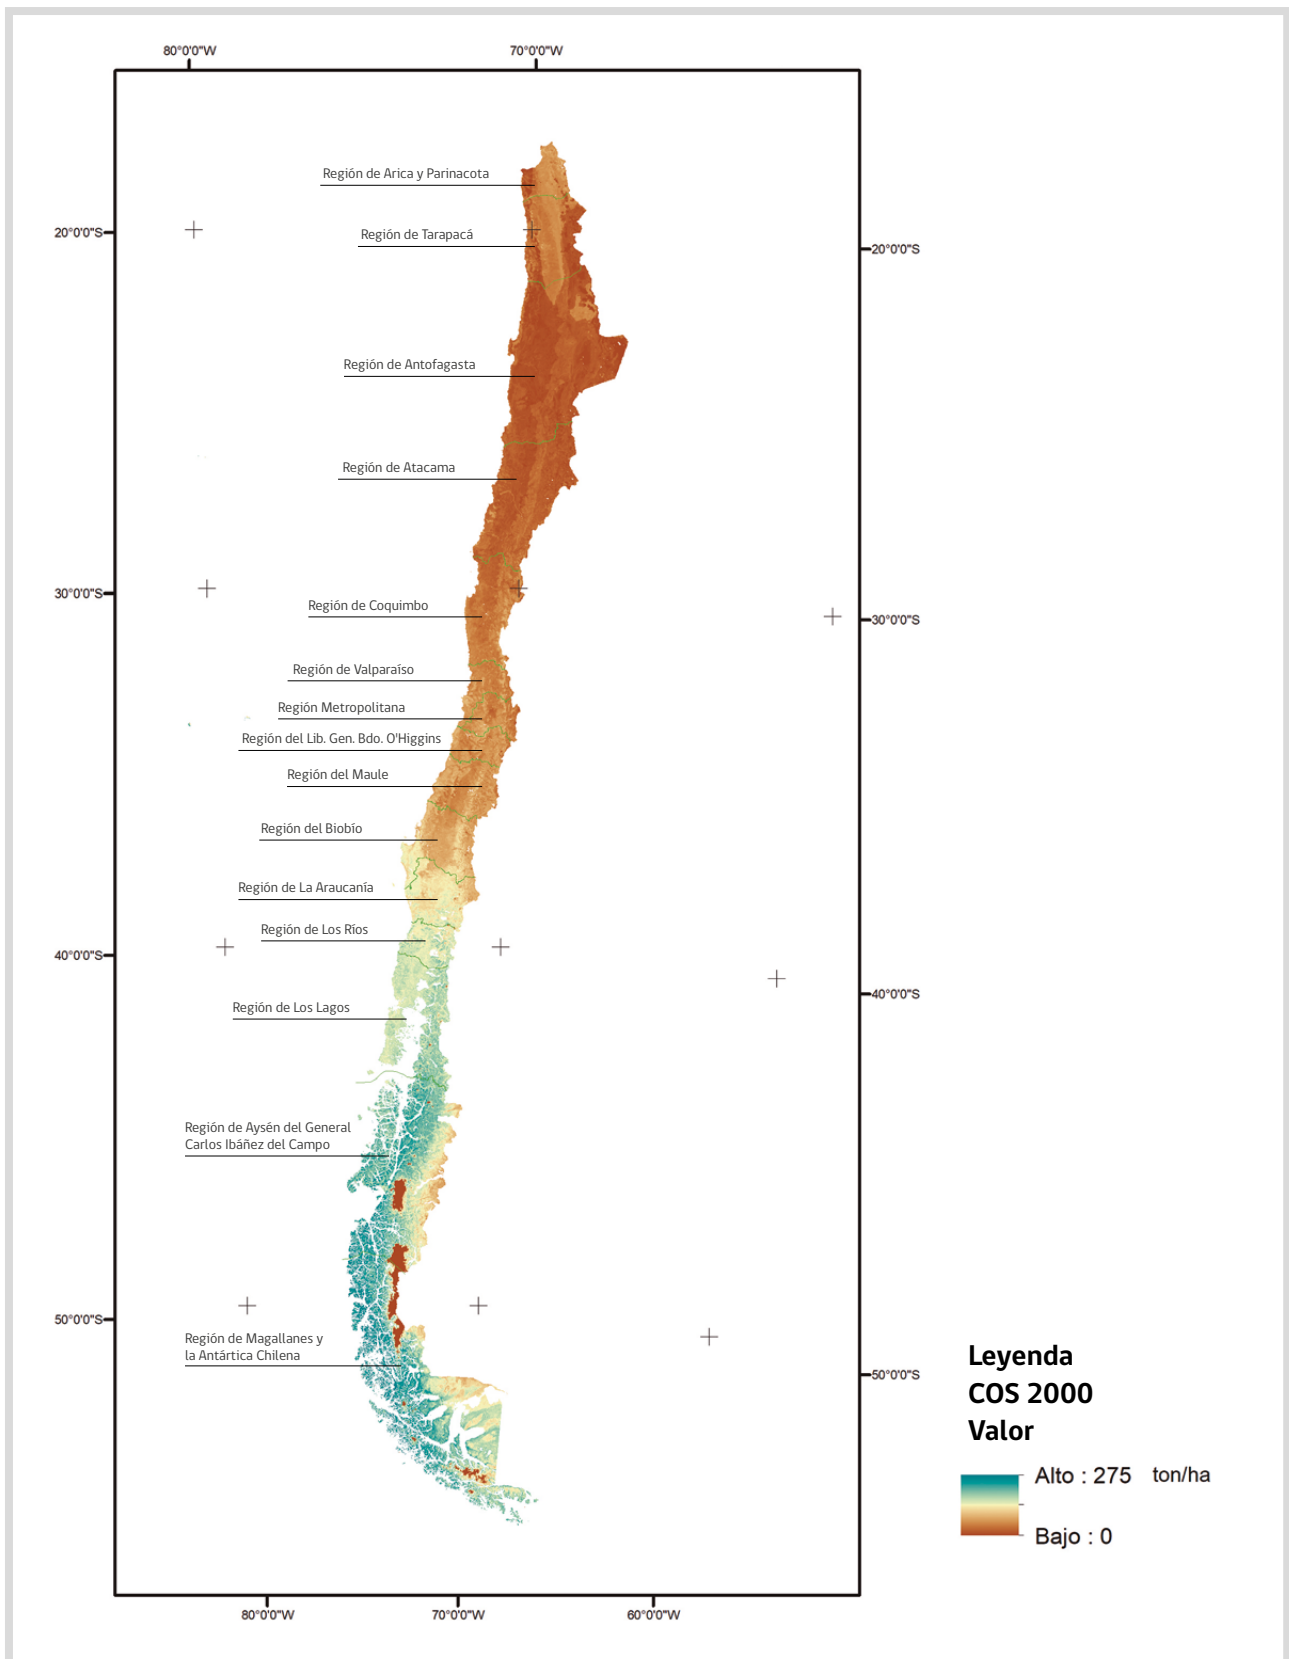 80°0'0"W
70°0'0"W
Región de Arica y Parinacota
20°0'0"S
Región de Tarapacá
20°0'0"S
Región de Antofagasta
Región de Atacama
30°0'0"S
Región de Coquimbo
30°0'0"S
Región de Valparaíso
Región Metropolitana
Región del Lib. Gen. Bdo. O'Higgins
Región del Maule
Región del Biobío
Región de La Araucanía
Región de Los Ríos
40°0'0"S
40°0'0"S
Región de Los Lagos
Región de Aysén del General
Carlos Ibáñez del Campo
50°0'0"S
Región de Magallanes y
la Antártica Chilena
50°0'0"S
Leyenda
COS 2000
Valor
Alto : 275 ton/ha
Bajo : 0
80°0'0"W
70°0'0"W
60°0'0"W